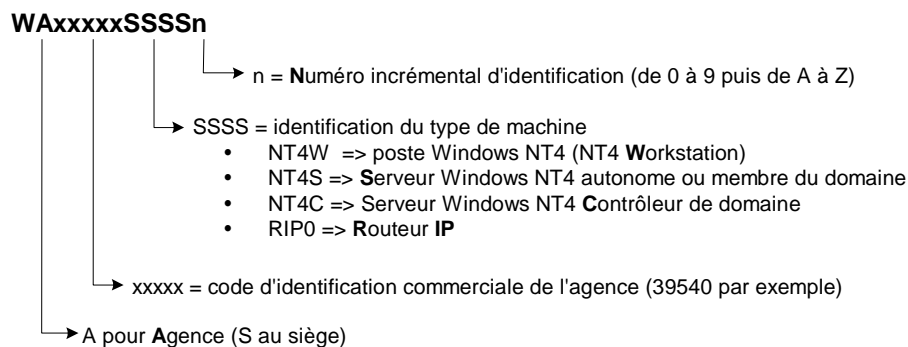 WAxxxxxSSSSn
n = Numéro incrémental d'identification (de 0 à 9 puis de A à Z)
SSSS = identification du type de machine
• NT4W => poste Windows NT4 (NT4 Workstation)
• NT4S => Serveur Windows NT4 autonome ou membre du domaine
• NT4C => Serveur Windows NT4 Contrôleur de domaine
• RIP0 => Routeur IP
xxxxx = code d'identification commerciale de l'agence (39540 par exemple)
A pour Agence (S au siège)